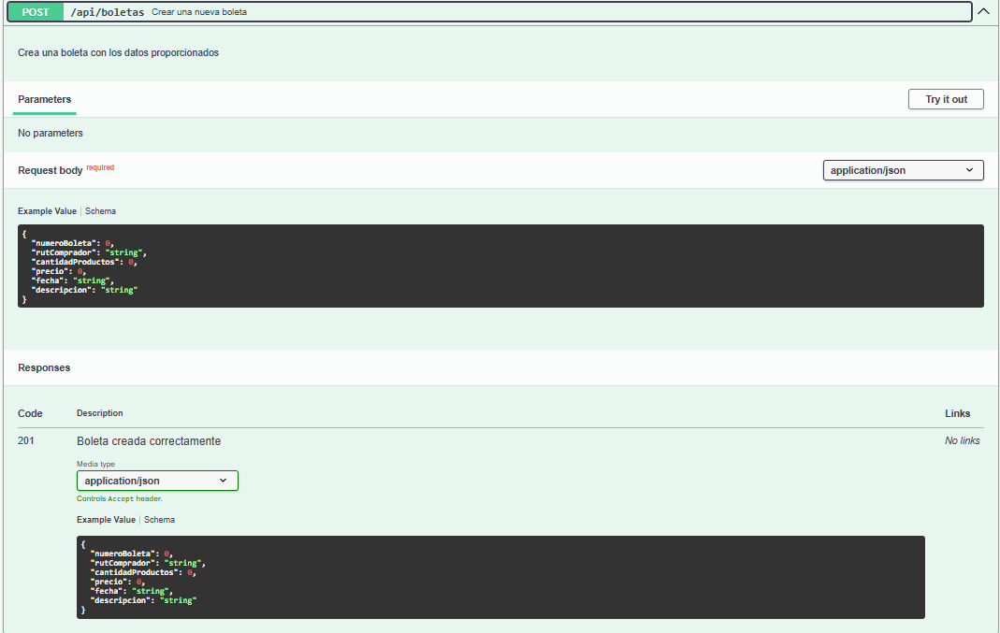 POST /api/boletas Crear una nueva boleta
Crea una boleta con los datos proporcionados
Parameters Try it out
No parameters
Request body required application/json
Example Value | Schema
{
  "numeroBoleta": 0,
  "rutComprador": "string",
  "cantidadProductos": 0,
  "precio": 0,
  "fecha": "string",
  "descripcion": "string"
}
Responses
Code Description Links
201 Boleta creada correctamente No links
Media type
application/json
Controls Accept header.
Example Value | Schema
{
  "numeroBoleta": 0,
  "rutComprador": "string",
  "cantidadProductos": 0,
  "precio": 0,
  "fecha": "string",
  "descripcion": "string"
}